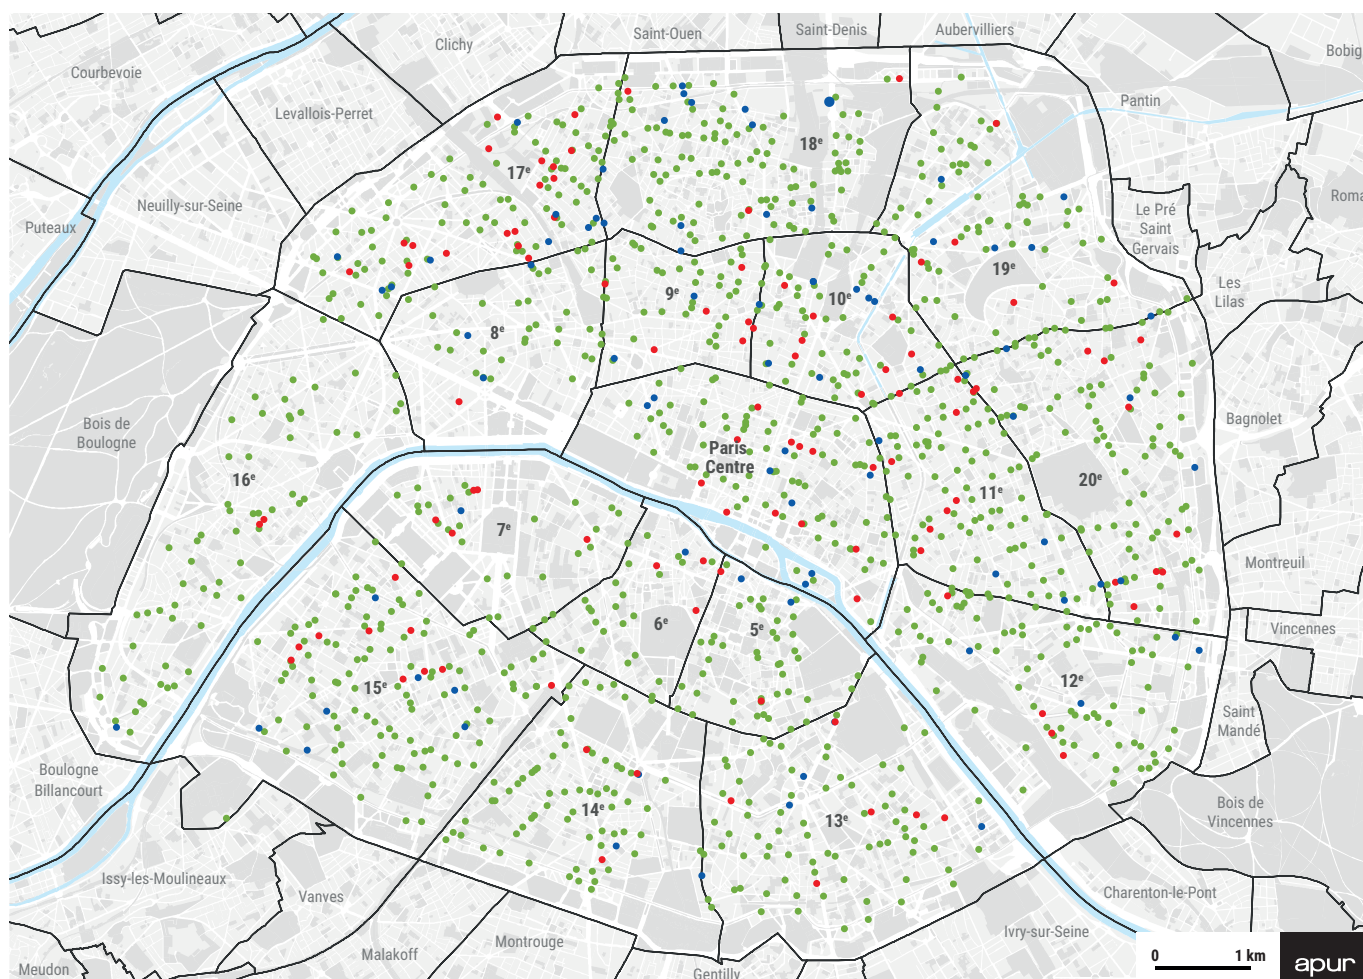 Saint-Ouen
Saint-Denis
Aubervilliers
Clichy
Bobig
Courbevoie
Levallois-Perret
Pantin
18e
17e
Neuilly-sur-Seine
Puteaux
Roma
Le Pré
Saint
Gervais
19e
9e
10e
Les
Lilas
8e
Bois de
Boulogne
Bagnolet
Paris
Centre
16e
20e
11e
7e
Montreuil
6e
5e
Vincennes
15e
12e
Saint
Mandé
Boulogne
Billancourt
14e
13e
Bois de
Vincennes
Issy-les-Moulineaux
Vanves
Charenton-le-Pont
Ivry-sur-Seine
Montrouge
Malakoff
Meudon
Gentilly
0 1 km
apur